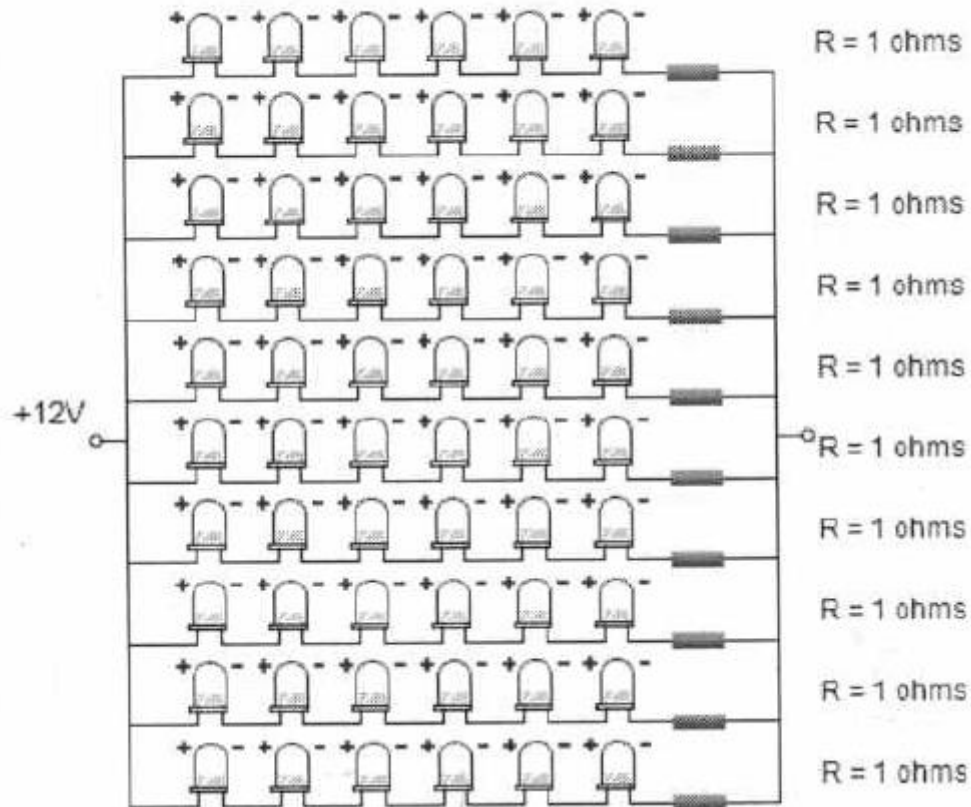 R = 1 ohms
R = 1 ohms
R = 1 ohms
R = 1 ohms
R = 1 ohms
+12V
R = 1 ohms
R = 1 ohms
R = 1 ohms
R = 1 ohms
R = 1 ohms